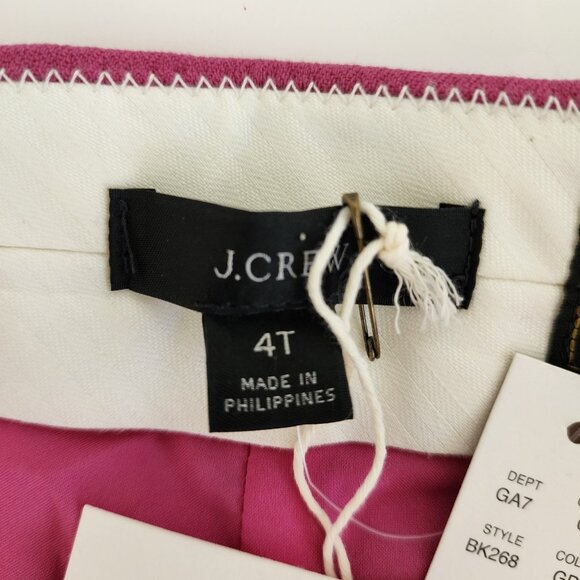 J.CREW
4T
MADE IN
PHILIPPINES
DEPT
GA7
STYLE
BK268